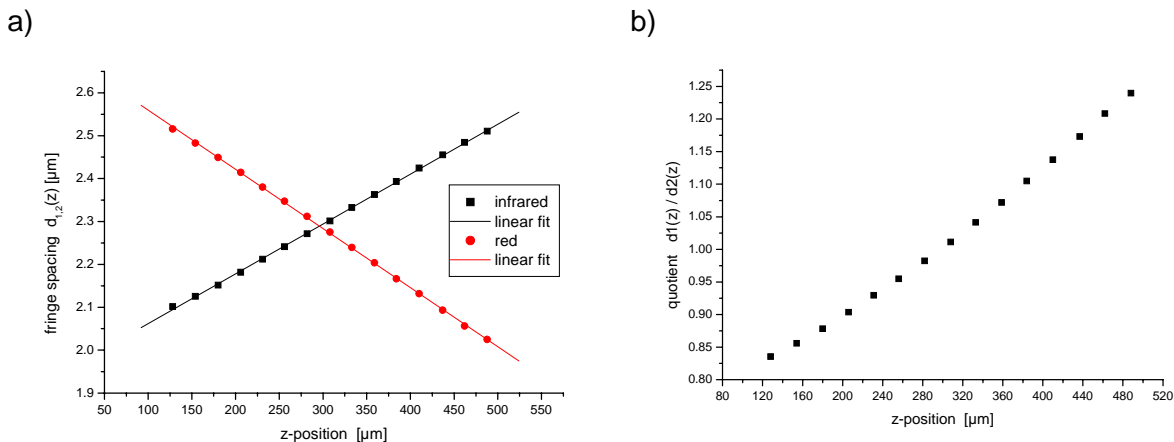 a)
fringe spacing d1,2(z) [µm]
2.6
2.5
2.4
2.3
2.2
2.1
2.0
1.9
50 100 150 200 250 300 350 400 450 500 550
z-position [µm]
infrared
linear fit
red
linear fit
b)
quotient d1(z) / d2(z)
1.25
1.20
1.15
1.10
1.05
1.00
0.95
0.90
0.85
0.80
80 120 160 200 240 280 320 360 400 440 480 520
z-position [µm]